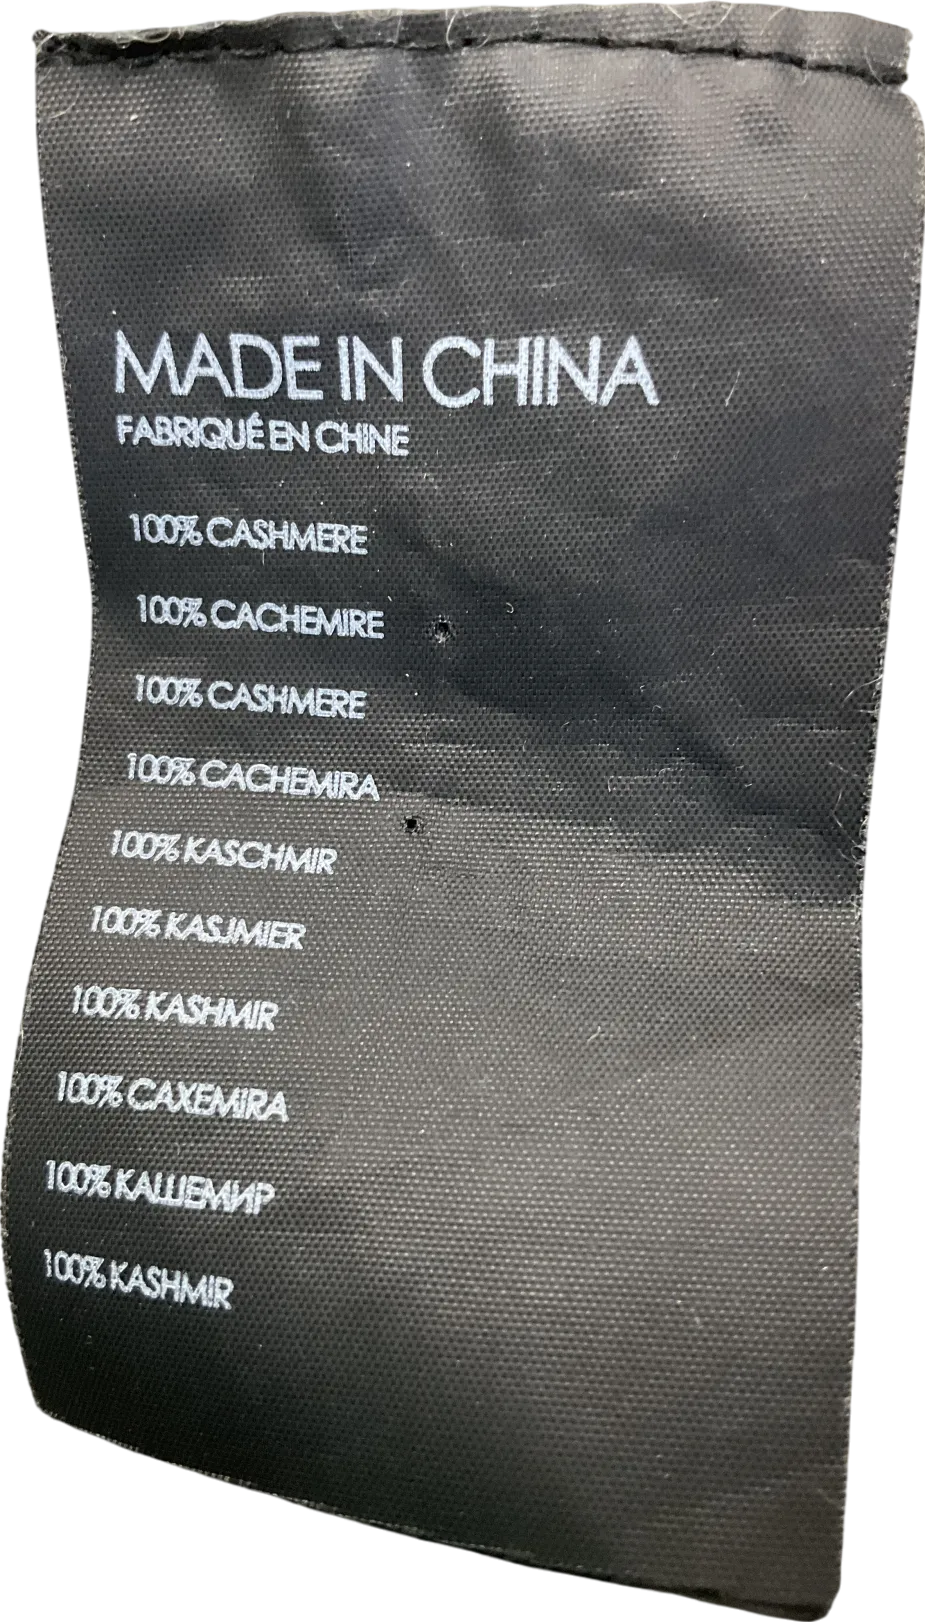 MADE IN CHINA
FABRIQUÉ EN CHINE
100% CASHMERE
100% CACHEMIRE
100% CASHMERE
100% CACHEMIRA
100% KASCHMIR
100% KASJMIER
100% KASHMIR
100% CAXEMIRA
100% КАШЕМИР
100% KASHMIR